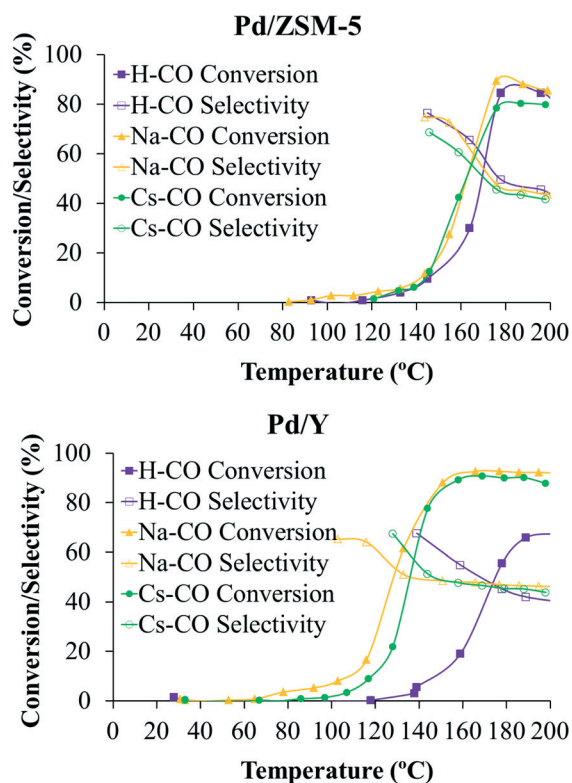 Pd/ZSM-5
Conversion/Selectivity (%)
100
80
60
40
20
0
H-CO Conversion
H-CO Selectivity
Na-CO Conversion
Na-CO Selectivity
Cs-CO Conversion
Cs-CO Selectivity
0 20 40 60 80 100 120 140 160 180 200
Temperature (ºC)
Pd/Y
Conversion/Selectivity (%)
100
80
60
40
20
0
H-CO Conversion
H-CO Selectivity
Na-CO Conversion
Na-CO Selectivity
Cs-CO Conversion
Cs-CO Selectivity
0 20 40 60 80 100 120 140 160 180 200
Temperature (ºC)